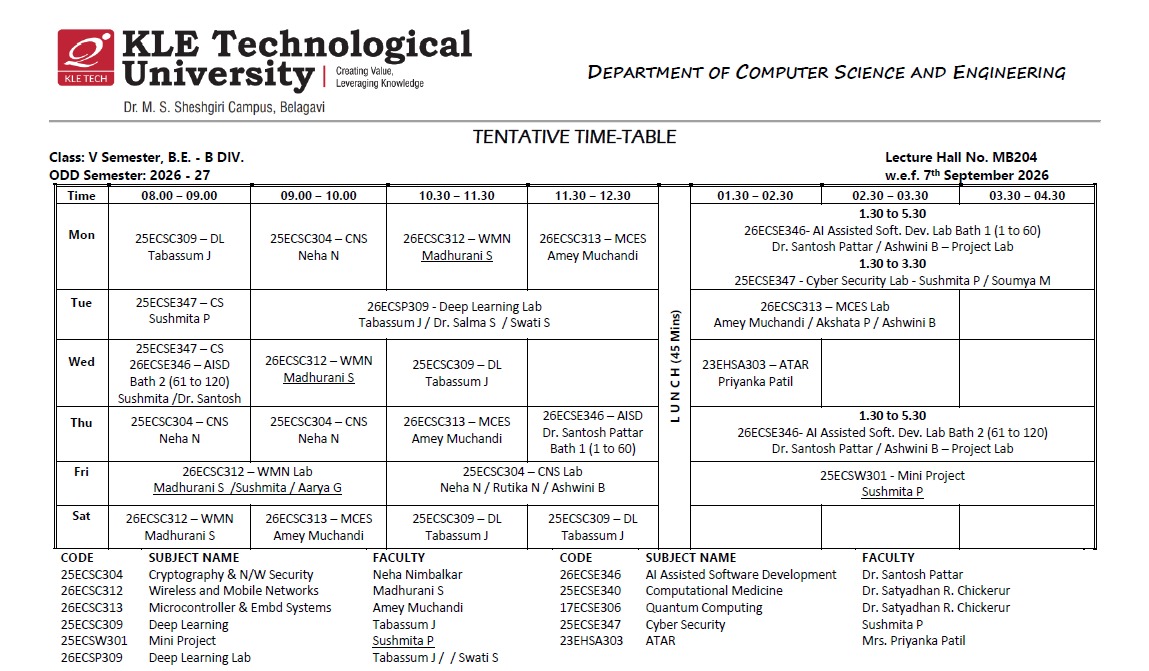 KLE Technological
University
Creating Value,
Leveraging Knowledge
KLE TECH
Dr. M. S. Sheshgiri Campus, Belagavi
DEPARTMENT OF COMPUTER SCIENCE AND ENGINEERING
TENTATIVE TIME-TABLE
Class: V Semester, B.E. - B DIV.
Lecture Hall No. MB204
ODD Semester: 2026 - 27
w.e.f. 7th September 2026
Time 08.00 – 09.00 09.00 – 10.00 10.30 – 11.30 11.30 – 12.30 01.30 – 02.30 02.30 – 03.30 03.30 – 04.30
LUNCH (45 Mins)
Mon
25ECSC309 – DL
Tabassum J
25ECSC304 – CNS
Neha N
26ECSC312 – WMN
Madhurani S
26ECSC313 – MCES
Amey Muchandi
1.30 to 5.30
26ECSE346- AI Assisted Soft. Dev. Lab Bath 1 (1 to 60)
Dr. Santosh Pattar / Ashwini B – Project Lab
1.30 to 3.30
25ECSE347 - Cyber Security Lab - Sushmita P / Soumya M
Tue
25ECSE347 – CS
Sushmita P
26ECSP309 - Deep Learning Lab
Tabassum J / Dr. Salma S / Swati S
26ECSC313 – MCES Lab
Amey Muchandi / Akshata P / Ashwini B
Wed
25ECSE347 – CS
26ECSE346 – AISD
Bath 2 (61 to 120)
Sushmita /Dr. Santosh
26ECSC312 – WMN
Madhurani S
25ECSC309 – DL
Tabassum J
23EHSA303 – ATAR
Priyanka Patil
Thu
25ECSC304 – CNS
Neha N
25ECSC304 – CNS
Neha N
26ECSC313 – MCES
Amey Muchandi
26ECSE346 – AISD
Dr. Santosh Pattar
Bath 1 (1 to 60)
1.30 to 5.30
26ECSE346- AI Assisted Soft. Dev. Lab Bath 2 (61 to 120)
Dr. Santosh Pattar / Ashwini B – Project Lab
Fri
26ECSC312 – WMN Lab
Madhurani S /Sushmita / Aarya G
25ECSC304 – CNS Lab
Neha N / Rutika N / Ashwini B
25ECSW301 - Mini Project
Sushmita P
Sat
26ECSC312 – WMN
Madhurani S
26ECSC313 – MCES
Amey Muchandi
25ECSC309 – DL
Tabassum J
25ECSC309 – DL
Tabassum J
CODE SUBJECT NAME FACULTY CODE SUBJECT NAME FACULTY
25ECSC304 Cryptography & N/W Security Neha Nimbalkar 26ECSE346 AI Assisted Software Development Dr. Santosh Pattar
26ECSC312 Wireless and Mobile Networks Madhurani S 25ECSE340 Computational Medicine Dr. Satyadhan R. Chickerur
26ECSC313 Microcontroller & Embd Systems Amey Muchandi 17ECSE306 Quantum Computing Dr. Satyadhan R. Chickerur
25ECSC309 Deep Learning Tabassum J 25ECSE347 Cyber Security Sushmita P
25ECSW301 Mini Project Sushmita P 23EHSA303 ATAR Mrs. Priyanka Patil
26ECSP309 Deep Learning Lab Tabassum J / / Swati S